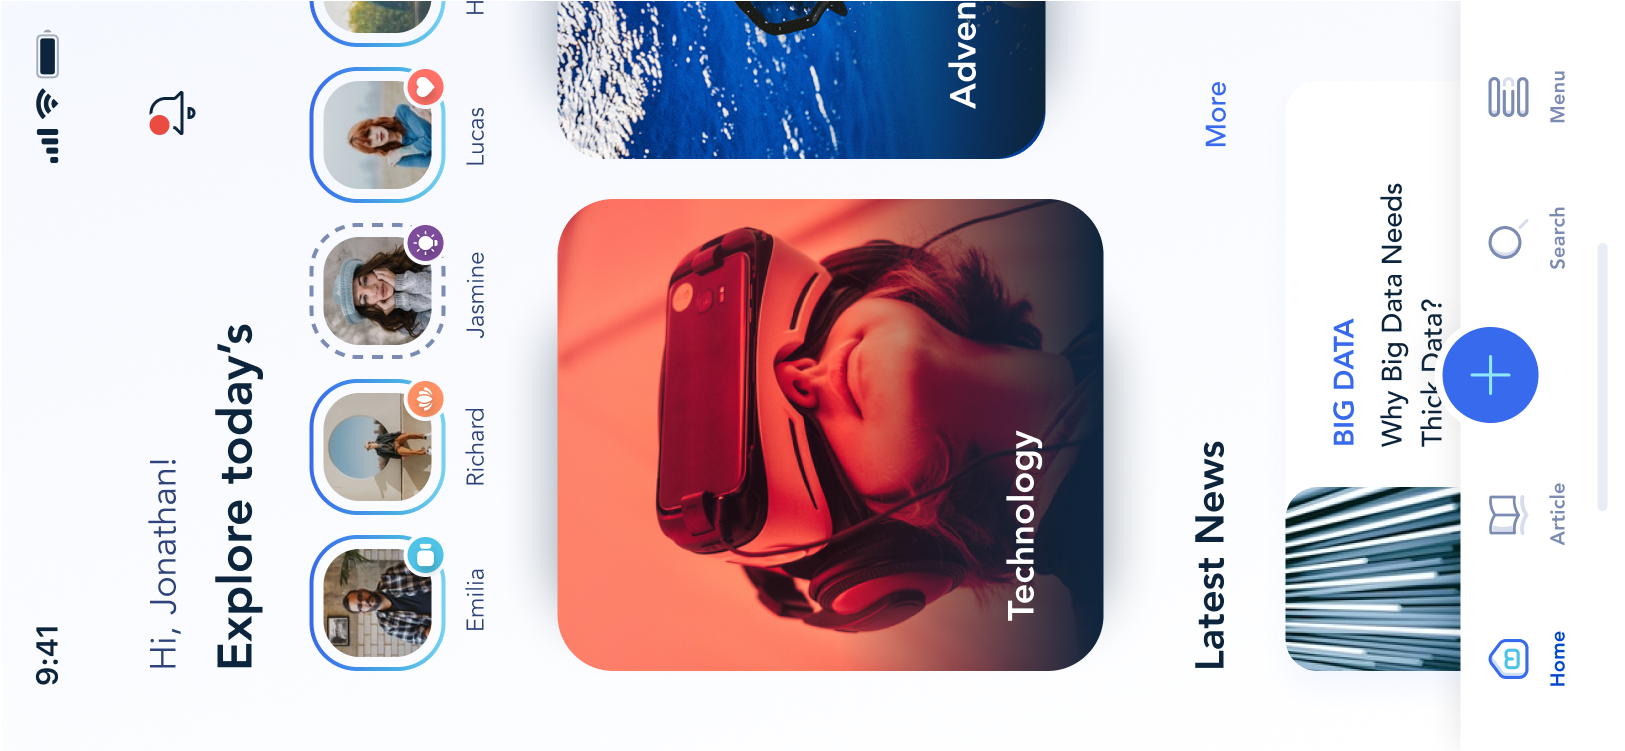 9:41
Hi, Jonathan!
Explore today's
Emilia
Richard
Jasmine
Lucas
H
Technology
Adven
Latest News
More
BIG DATA
Why Big Data Needs
Thick Data?
Home
Article
Search
Menu